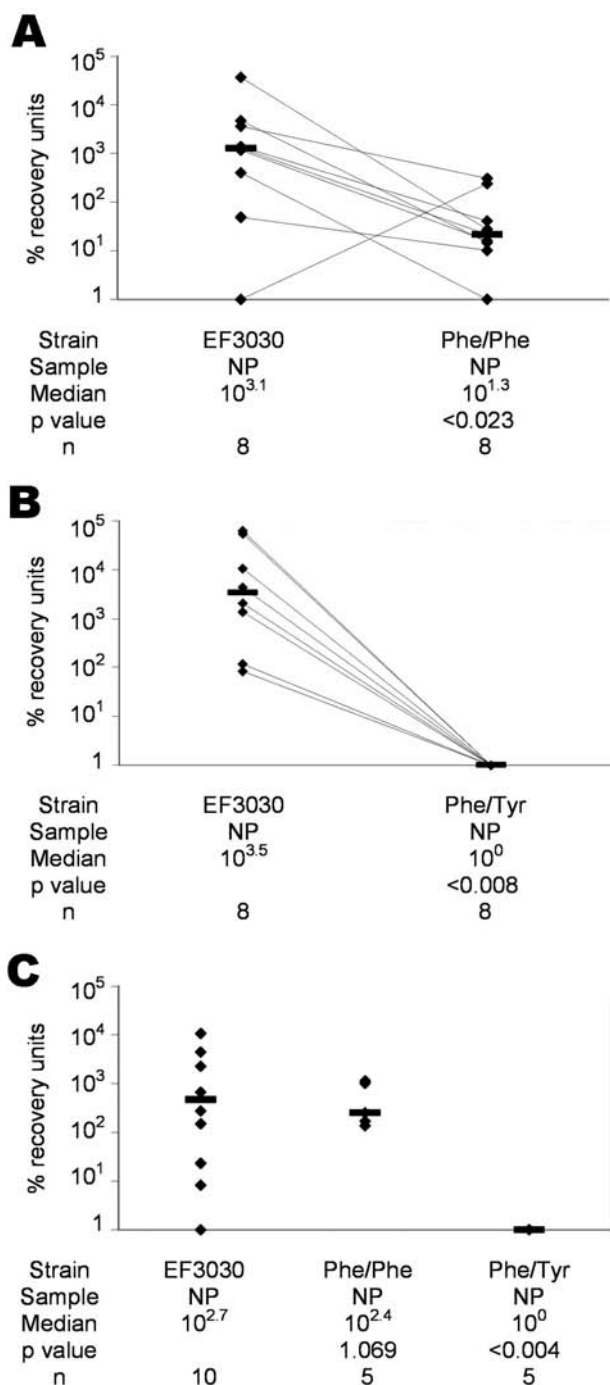 A
% recovery units
10^5
10^4
10^3
10^2
10^1
1
Strain EF3030 Phe/Phe
Sample NP NP
Median 10^3.1 10^1.3
p value <0.023
n 8 8
B
% recovery units
10^5
10^4
10^3
10^2
10^1
1
Strain EF3030 Phe/Tyr
Sample NP NP
Median 10^3.5 10^0
p value <0.008
n 8 8
C
% recovery units
10^5
10^4
10^3
10^2
10^1
1
Strain EF3030 Phe/Phe Phe/Tyr
Sample NP NP NP
Median 10^2.7 10^2.4 10^0
p value 1.069 <0.004
n 10 5 5